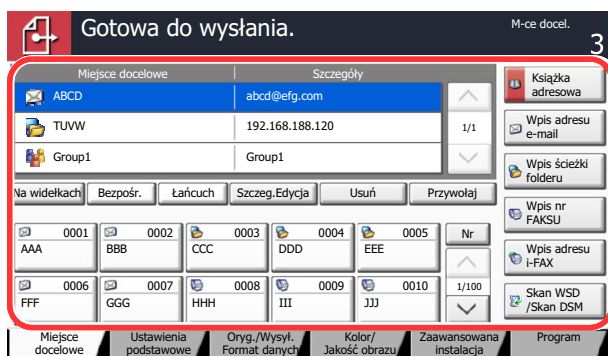 Gotowa do wysłania.
M-ce docel.
3
Miejsce docelowe
Szczegóły
ABCD
abcd@efg.com
TUVW
192.168.188.120
1/1
Group1
Group1
Na widełkach
Bezpośr.
Łańcuch
Szczeg.Edycja
Usuń
Przywołaj
0001
AAA
0002
BBB
0003
CCC
0004
DDD
0005
EEE
Nr
0006
FFF
0007
GGG
0008
HHH
0009
III
0010
JJJ
1/100
Książka
adresowa
Wpis adresu
e-mail
Wpis ścieżki
folderu
Wpis nr
FAKSU
Wpis adresu
i-FAX
Skan WSD
/Skan DSM
Miejsce
docelowe
Ustawienia
podstawowe
Oryg./Wysył.
Format danych
Kolor/
Jakość obrazu
Zaawansowana
instalacja
Program